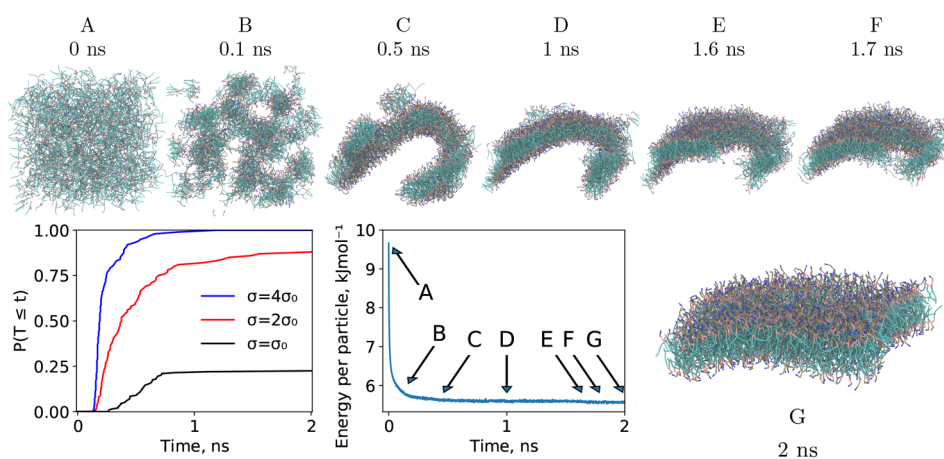 A B C D E F
0 ns 0.1 ns 0.5 ns 1 ns 1.6 ns 1.7 ns
1.00
0.75
0.50
0.25
0.00
P(T ≤ t)
σ=4σ₀
σ=2σ₀
σ=σ₀
0 1 2
Time, ns
Energy per particle, kJmol⁻¹
10
9
8
7
6
A
B C D E F G
0 1 2
Time, ns
G
2 ns